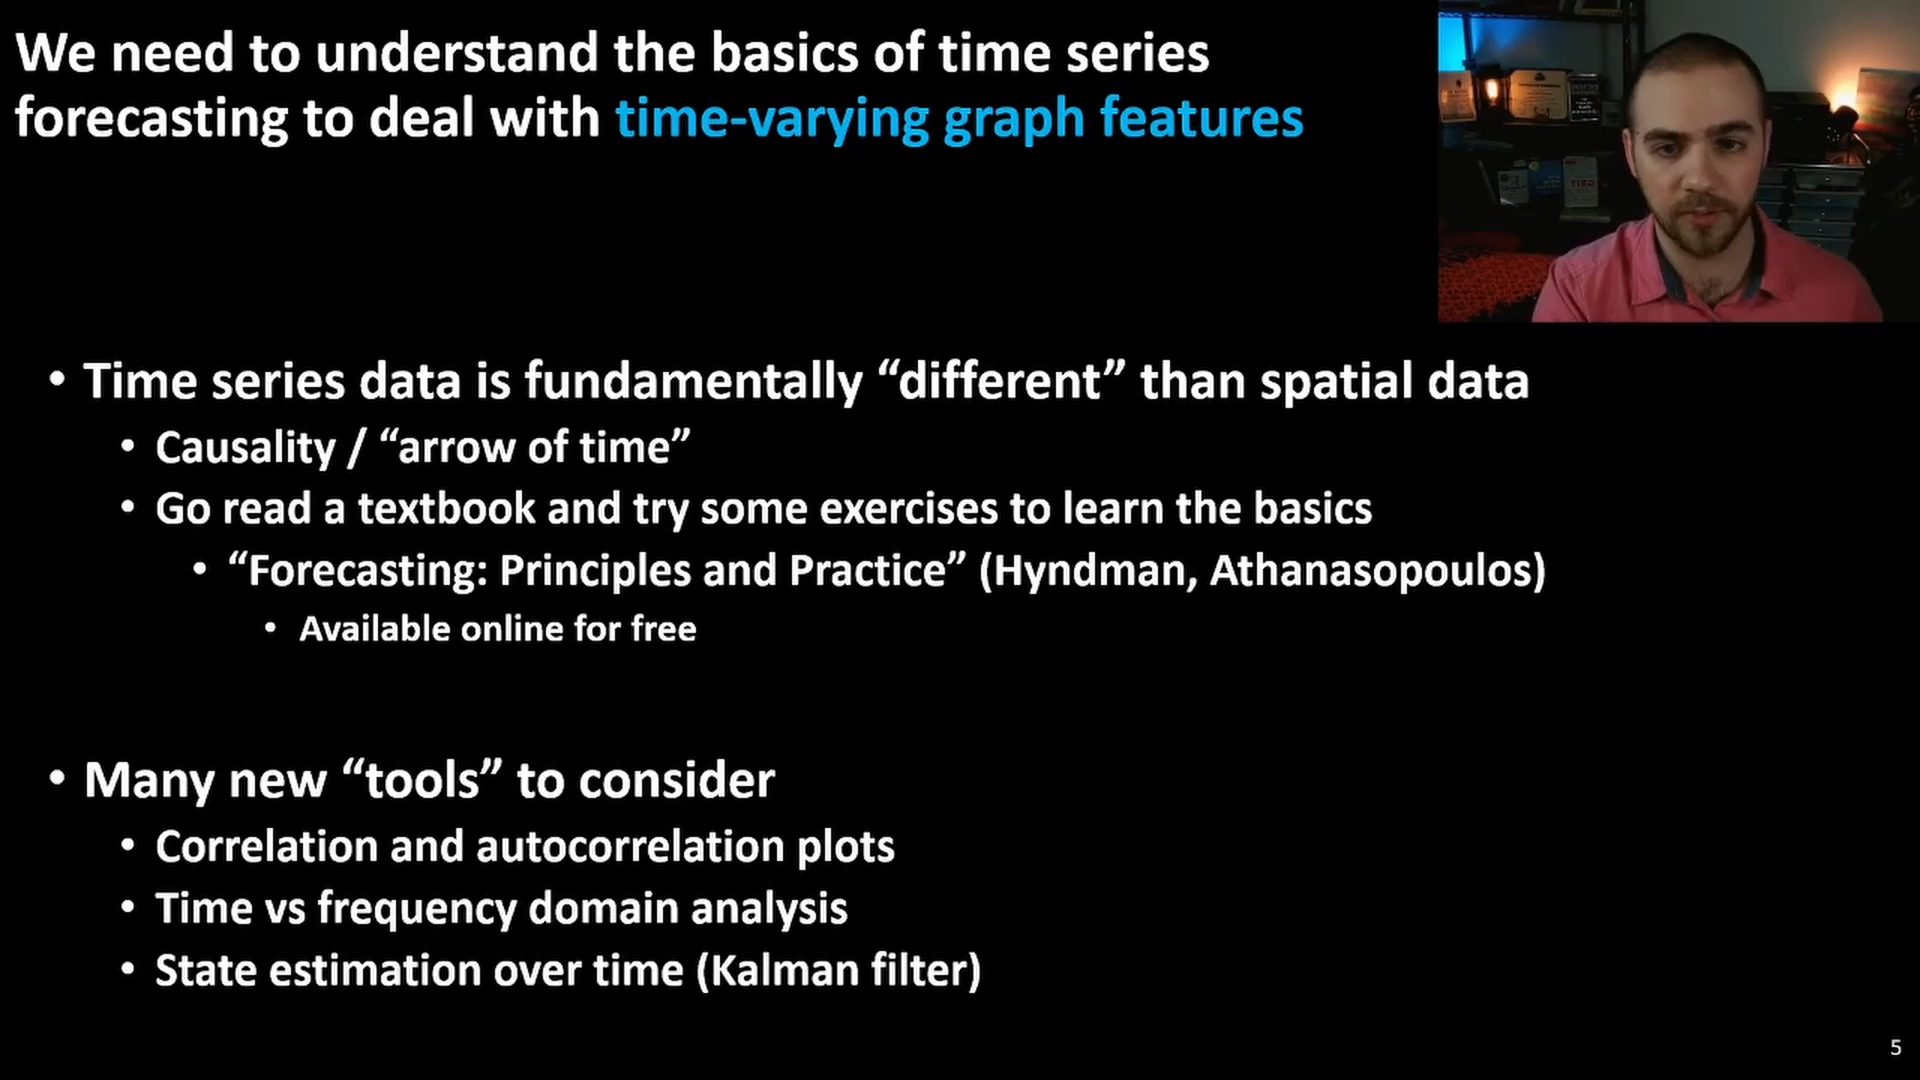 We need to understand the basics of time series
forecasting to deal with time-varying graph features
• Time series data is fundamentally “different” than spatial data
• Causality / “arrow of time”
• Go read a textbook and try some exercises to learn the basics
• “Forecasting: Principles and Practice” (Hyndman, Athanasopoulos)
• Available online for free
• Many new “tools” to consider
• Correlation and autocorrelation plots
• Time vs frequency domain analysis
• State estimation over time (Kalman filter)
5